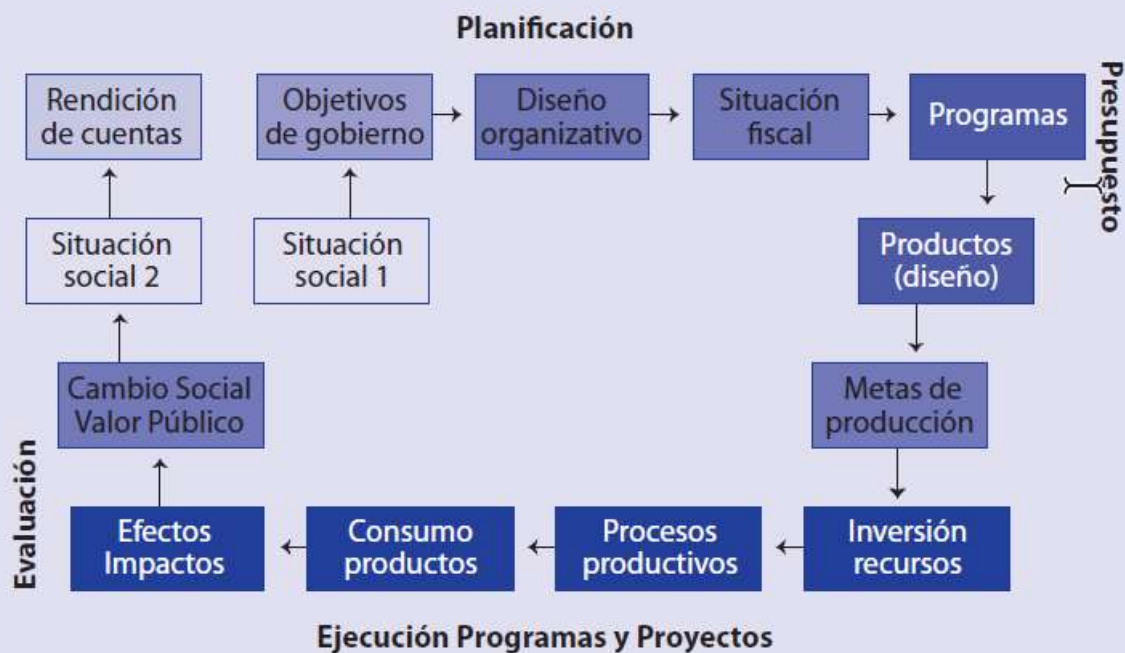 Planificación
Rendición
de cuentas
Objetivos
de gobierno
Diseño
organizativo
Situación
fiscal
Programas
Presupuesto
Situación
social 2
Situación
social 1
Productos
(diseño)
Cambio Social
Valor Público
Metas de
producción
Evaluación
Efectos
Impactos
Consumo
productos
Procesos
productivos
Inversión
recursos
Ejecución Programas y Proyectos